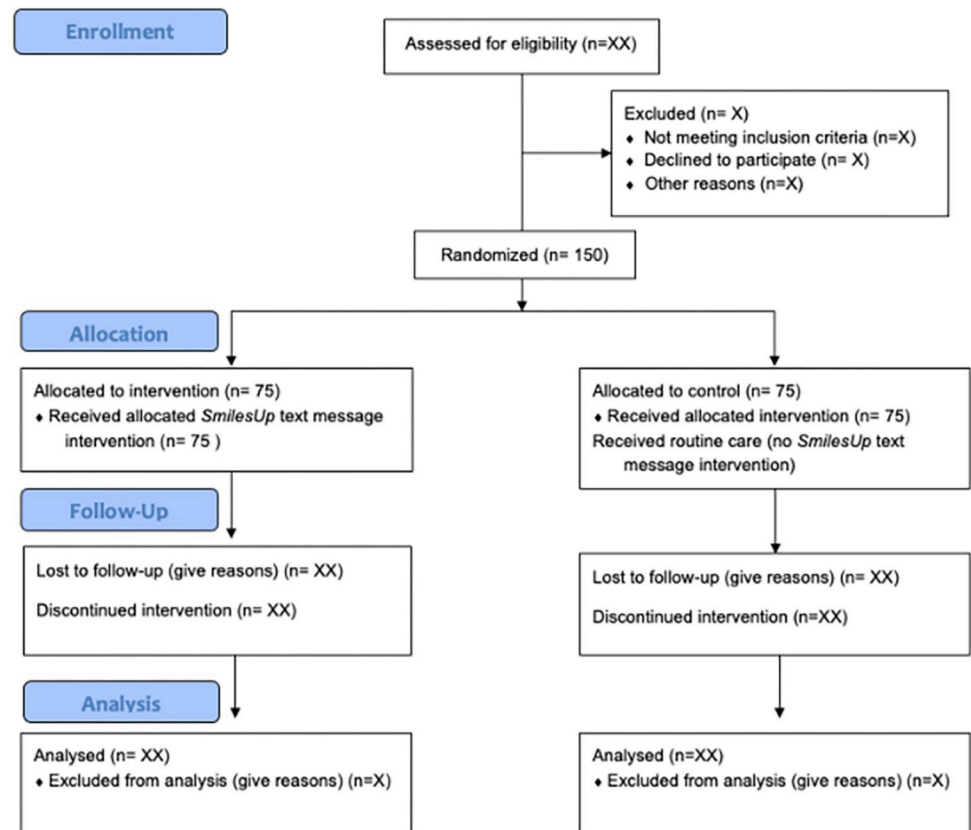 Enrollment
Assessed for eligibility (n=XX)
Excluded (n= X)
♦ Not meeting inclusion criteria (n=X)
♦ Declined to participate (n= X)
♦ Other reasons (n=X)
Randomized (n= 150)
Allocation
Allocated to intervention (n= 75)
♦ Received allocated SmilesUp text message
intervention (n= 75 )
Allocated to control (n= 75)
♦ Received allocated intervention (n= 75)
Received routine care (no SmilesUp text
message intervention)
Follow-Up
Lost to follow-up (give reasons) (n= XX)
Discontinued intervention (n= XX)
Lost to follow-up (give reasons) (n= XX)
Discontinued intervention (n=XX)
Analysis
Analysed (n= XX)
♦ Excluded from analysis (give reasons) (n=X)
Analysed (n=XX)
♦ Excluded from analysis (give reasons) (n=X)